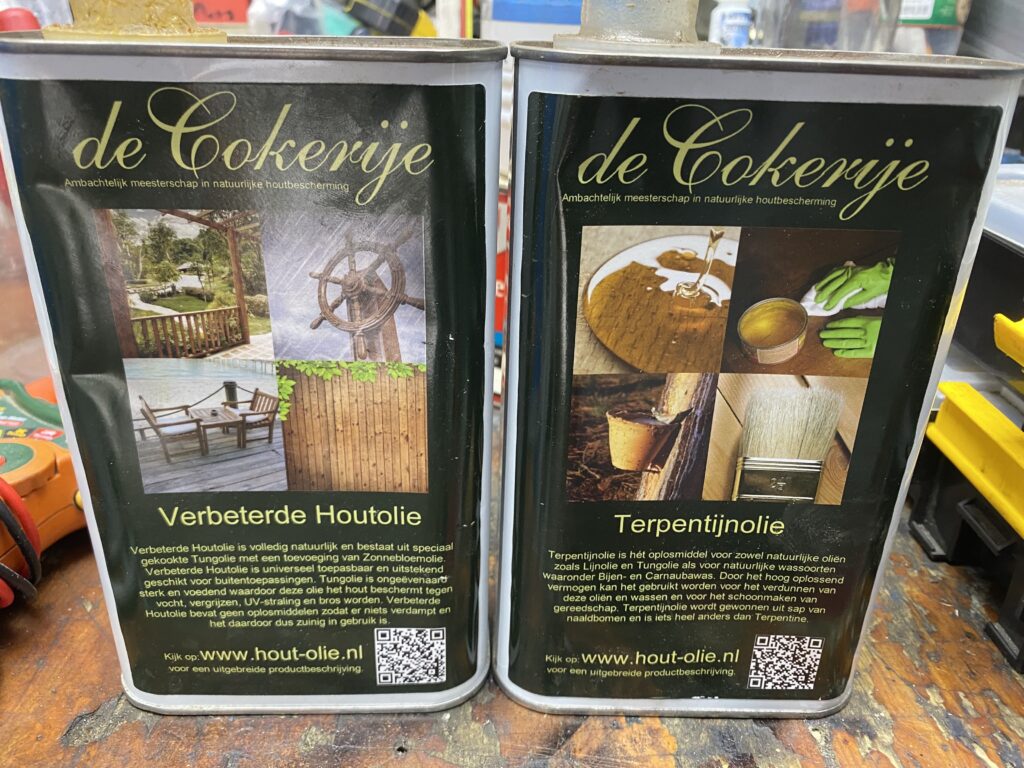 de Cokerije
Ambachtelijk meesterschap in natuurlijke houtbescherming
Verbeterde Houtolie
Verbeterde Houtolie is volledig natuurlijk en bestaat uit speciaal
gekookte Tungolie met een toevoeging van Zonnebloemolie.
Verbeterde Houtolie is universeel toepasbaar en uitstekend
geschikt voor buitentoepassingen. Tungolie is ongeëvenaard
sterk en voedend waardoor deze olie het hout beschermt tegen
vocht, vergrijzen, UV-straling en bros worden. Verbeterde
Houtolie bevat geen oplosmiddelen zodat er niets verdampt en
het daardoor dus zuinig in gebruik is.
Kijk op: www.hout-olie.nl
voor een uitgebreide productbeschrijving.
de Cokerije
Ambachtelijk meesterschap in natuurlijke houtbescherming
Terpentijnolie
Terpentijnolie is hét oplosmiddel voor zowel natuurlijke oliën
zoals Lijnolie en Tungolie als voor natuurlijke wassoorten
waaronder Bijen- en Carnaubawas. Door het hoog oplossend
vermogen kan het gebruikt worden voor het verdunnen van
deze oliën en wassen en voor het schoonmaken van
gereedschap. Terpentijnolie wordt gewonnen uit sap van
naaldbomen en is iets heel anders dan Terpentine.
Kijk op: www.hout-olie.nl
voor een uitgebreide productbeschrijving.